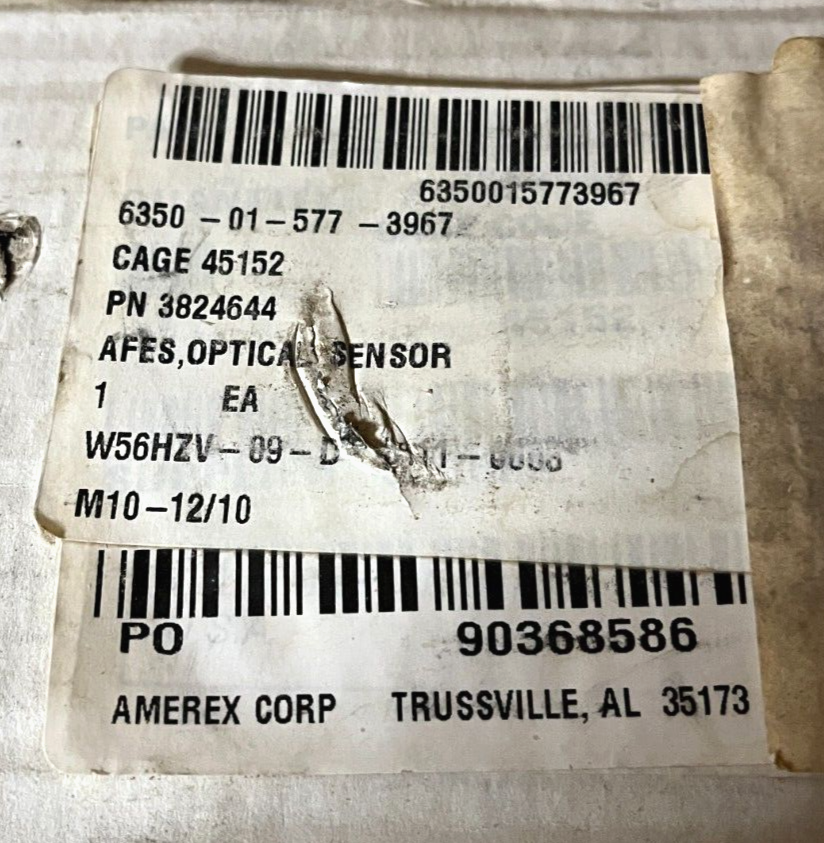 6350015773967
6350-01-577-3967
CAGE 45152
PN 3824644
AFES,OPTICAL SENSOR
1 EA
W56HZV-09-D
M10-12/10
PO 90368586
AMEREX CORP TRUSSVILLE, AL 35173